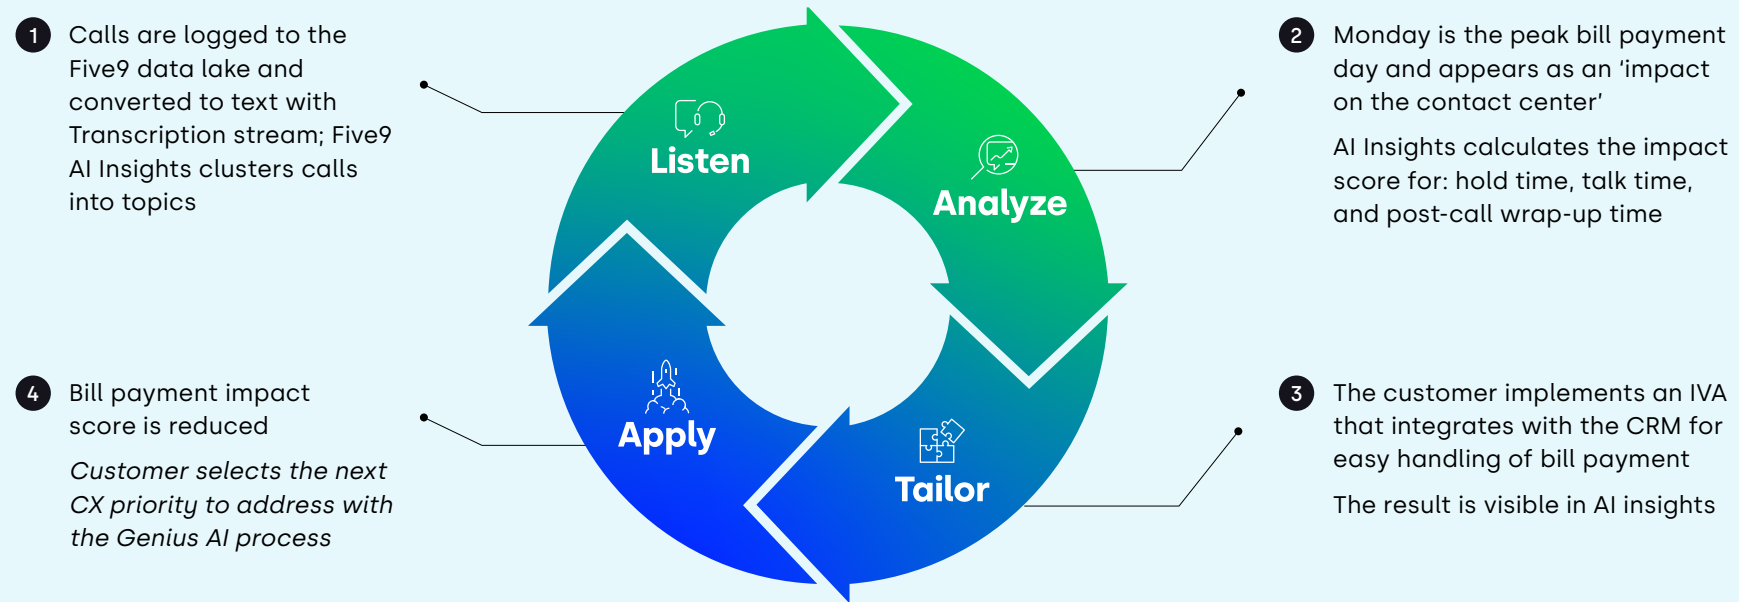 1
Calls are logged to the
Five9 data lake and
converted to text with
Transcription stream; Five9
AI Insights clusters calls
into topics
Listen
2
Monday is the peak bill payment
day and appears as an ‘impact
on the contact center’
AI Insights calculates the impact
score for: hold time, talk time,
and post-call wrap-up time
Analyze
3
The customer implements an IVA
that integrates with the CRM for
easy handling of bill payment
The result is visible in AI insights
Tailor
4
Bill payment impact
score is reduced
Customer selects the next
CX priority to address with
the Genius AI process
Apply